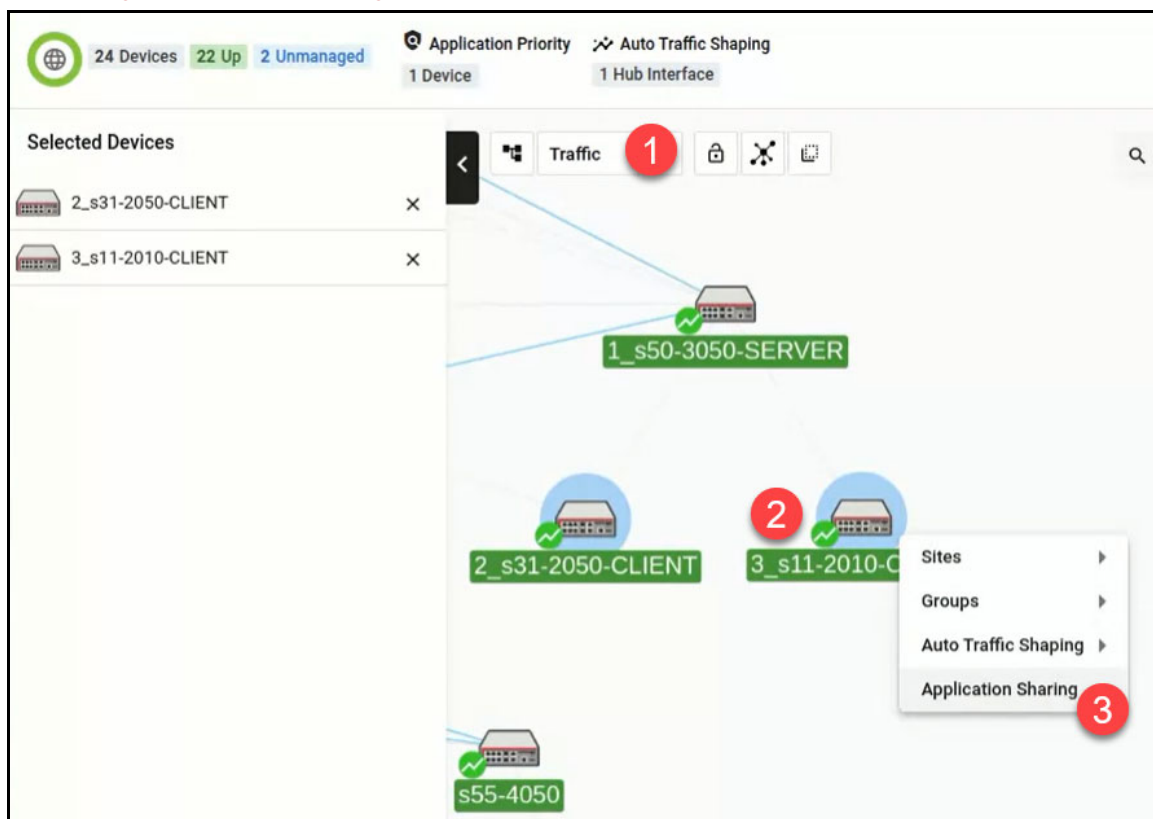 24 Devices 22 Up 2 Unmanaged
Application Priority
1 Device
Auto Traffic Shaping
1 Hub Interface
Selected Devices
2_s31-2050-CLIENT
3_s11-2010-CLIENT
Traffic
1
1_s50-3050-SERVER
2_s31-2050-CLIENT
2
3_s11-2010-C
Sites
Groups
Auto Traffic Shaping
Application Sharing
3
s55-4050